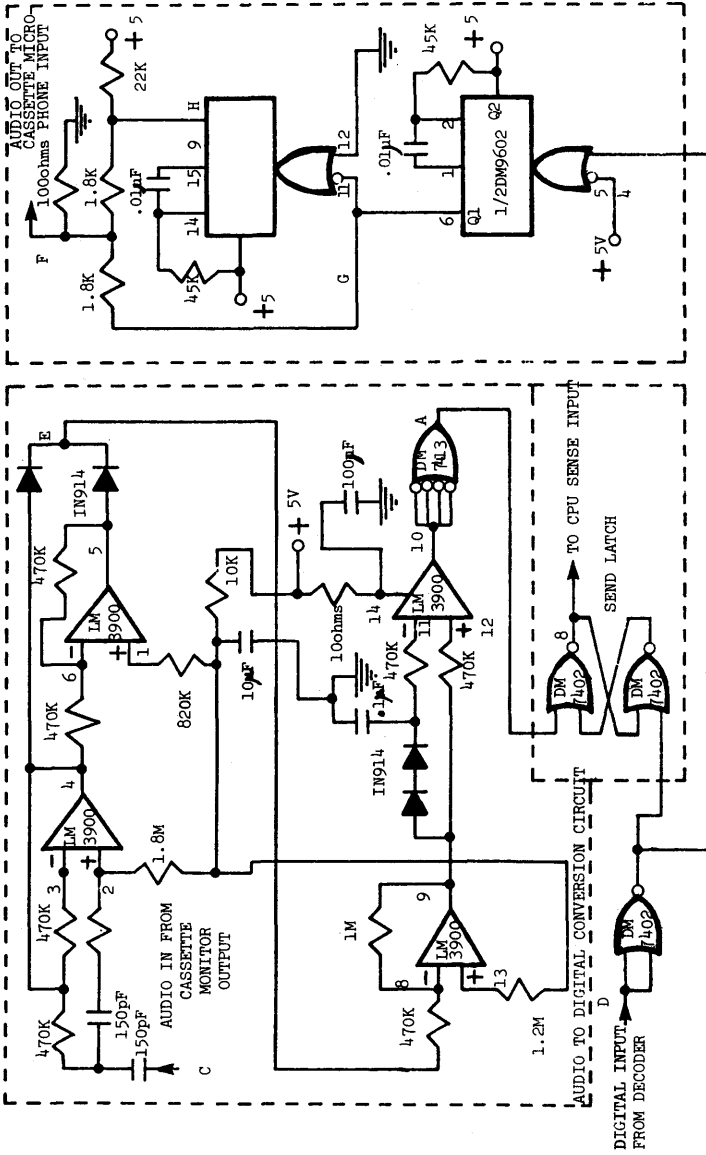 AUDIO OUT TO
CASSETTE MICRO-
PHONE INPUT
100ohms
+5
22K
F
1.8K
1.8K
H
9
15
14
.01µF
45K
+5
12
11
G
+5
45K
2
1
.01µF
Q2
Q1
6
1/2DM9602
5
4
+5V
E
IN914
470K
5
LM
3900
-
+
6
1
470K
820K
4
LM
3900
-
+
3
2
1.8M
470K
470K
150pF
150pF
C
AUDIO IN FROM
CASSETTE
MONITOR
OUTPUT
10K
10µF
+5V
100ohms
100mF
14
.1µF
IN914
470K
470K
11
12
LM
3900
-
+
10
DM
7413
A
1M
9
LM
3900
-
+
8
13
470K
1.2M
AUDIO TO DIGITAL CONVERSION CIRCUIT
TO CPU SENSE INPUT
SEND LATCH
8
DM
7402
DM
7402
DM
7402
D
DIGITAL INPUT
FROM DECODER